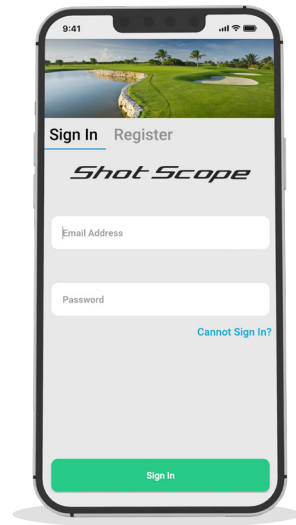 9:41
Sign In Register
Shot Scope
Email Address
Password
Cannot Sign In?
Sign In